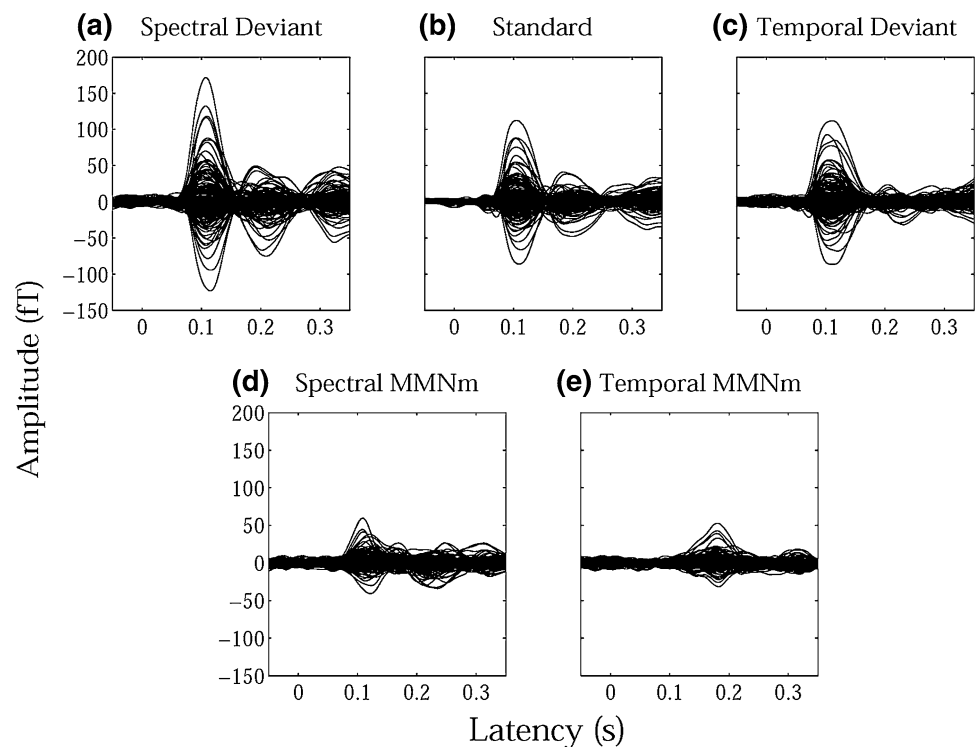 (a) Spectral Deviant
(b) Standard
(c) Temporal Deviant
200
150
100
50
0
−50
−100
−150
0 0.1 0.2 0.3
0 0.1 0.2 0.3
0 0.1 0.2 0.3
Amplitude (fT)
(d) Spectral MMNm
(e) Temporal MMNm
200
150
100
50
0
−50
−100
−150
0 0.1 0.2 0.3
0 0.1 0.2 0.3
Latency (s)